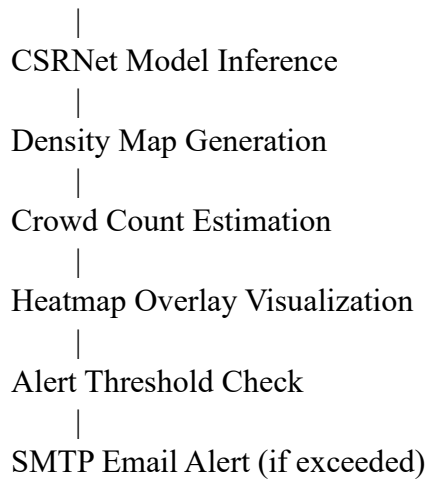 |
CSRNet Model Inference
|
Density Map Generation
|
Crowd Count Estimation
|
Heatmap Overlay Visualization
|
Alert Threshold Check
|
SMTP Email Alert (if exceeded)